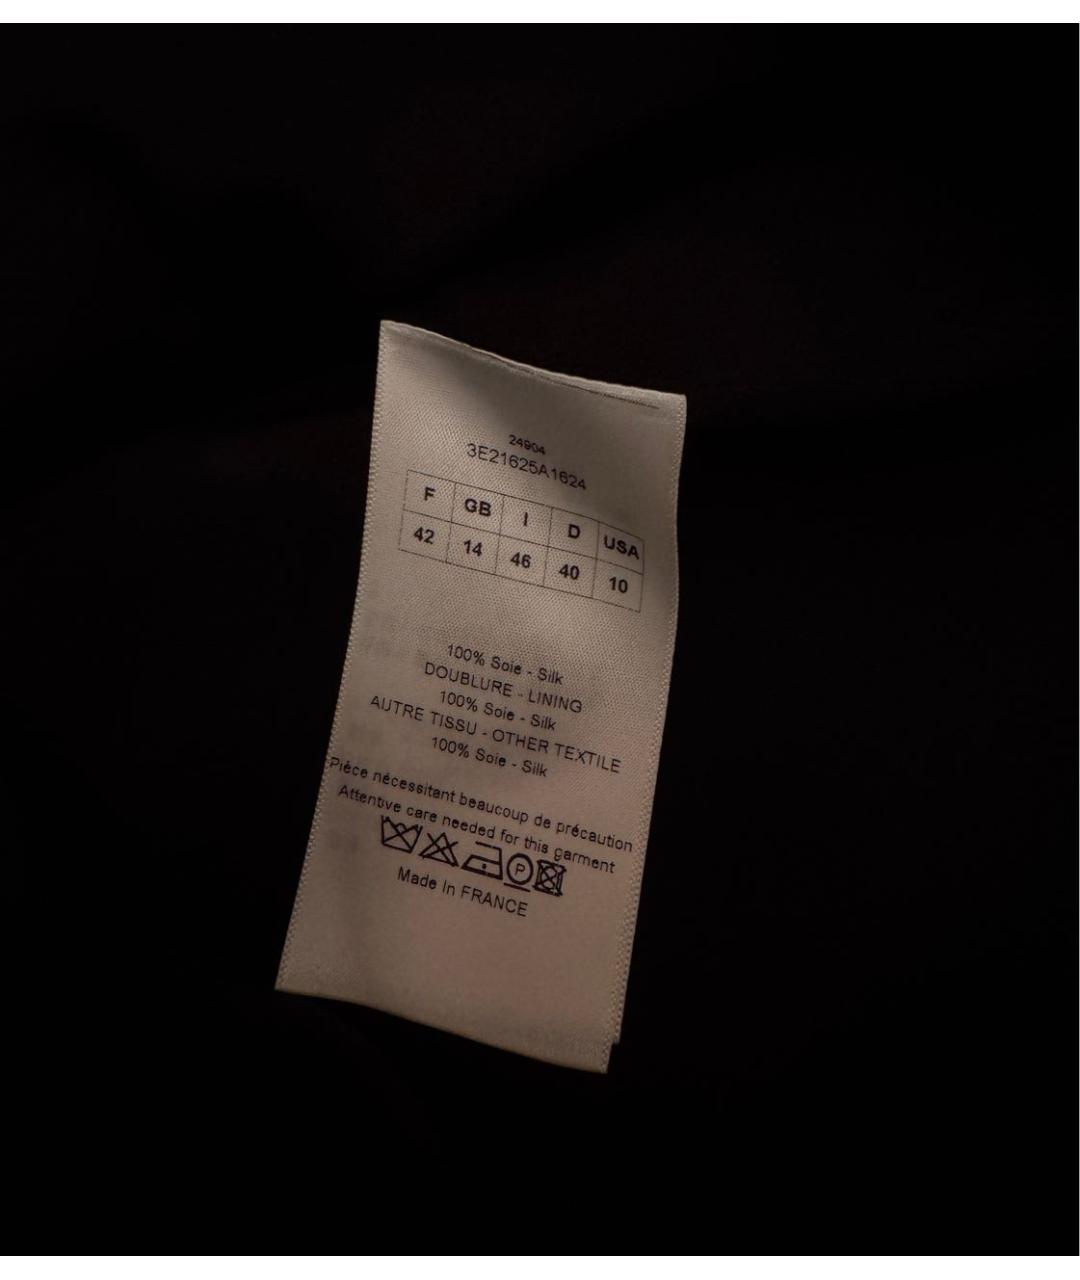 24904
3E21625A1624
F GB I D USA
42 14 46 40 10
100% Soie - Silk
DOUBLURE - LINING
100% Soie - Silk
AUTRE TISSU - OTHER TEXTILE
100% Soie - Silk
Pièce nécessitant beaucoup de précaution
Attentive care needed for this garment
P
Made In FRANCE